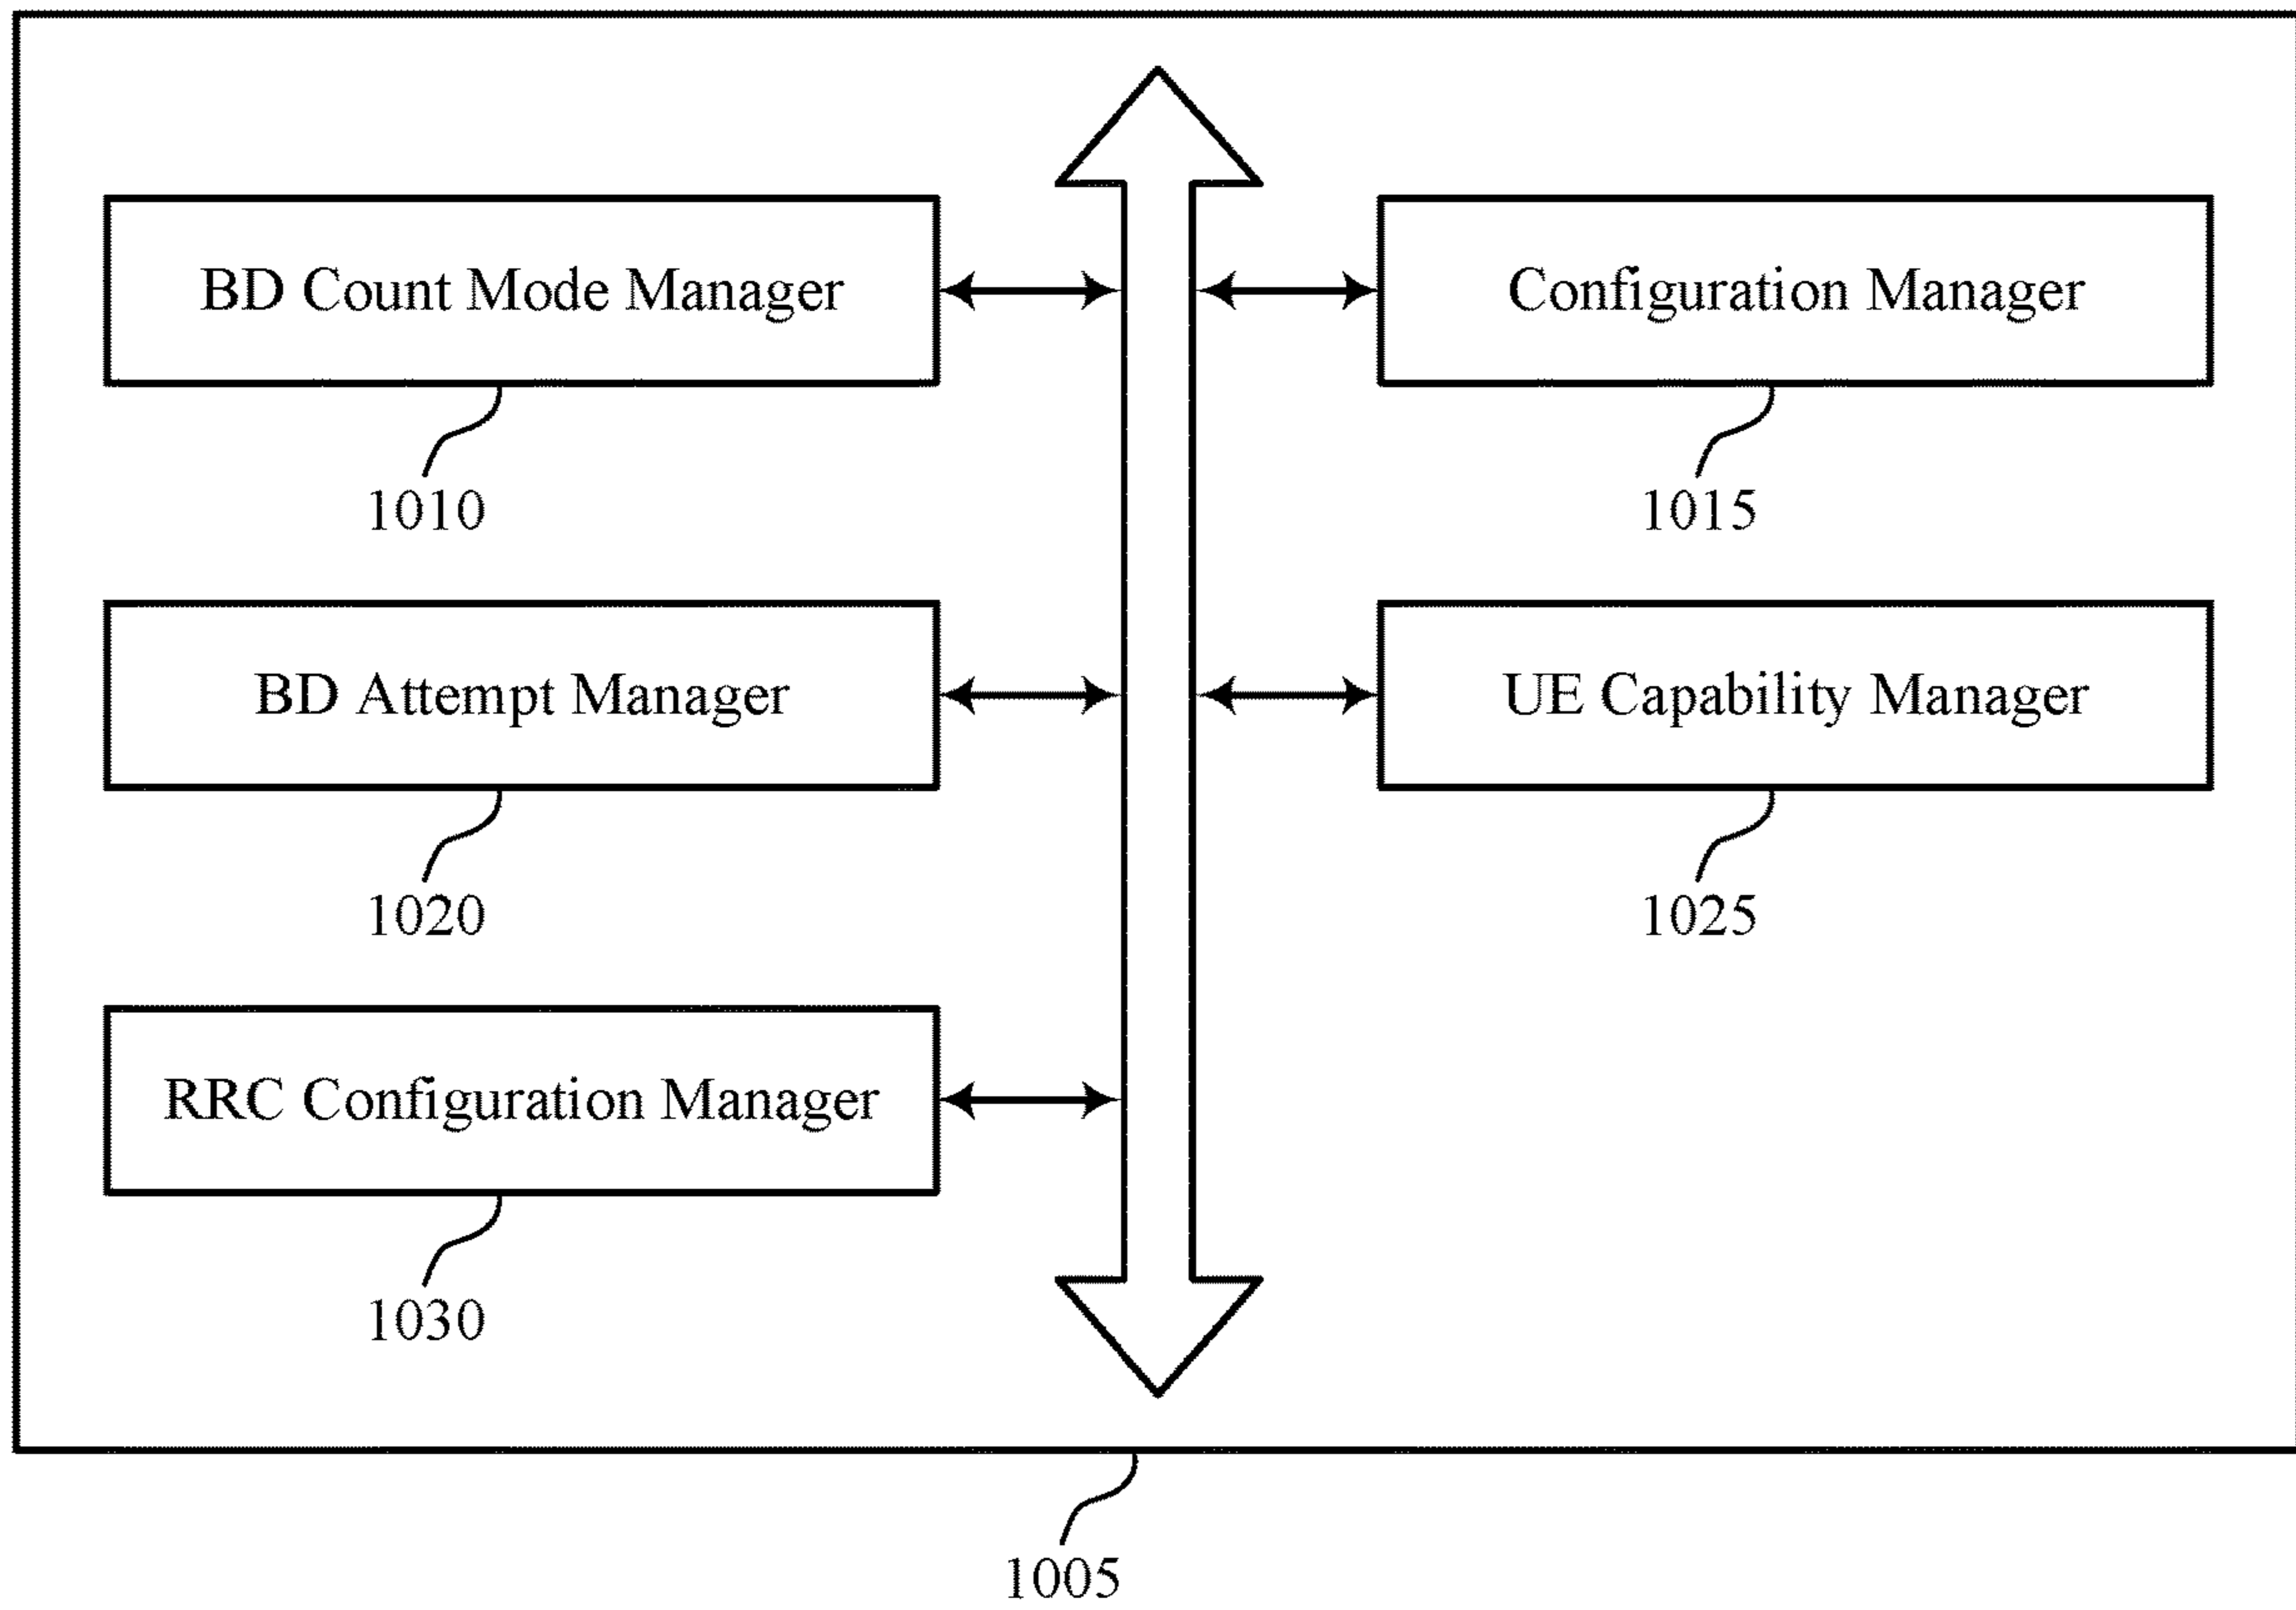 BD Count Mode Manager
Configuration Manager
1010
1015
BD Attempt Manager
UE Capability Manager
1020
1025
RRC Configuration Manager
1030
1005